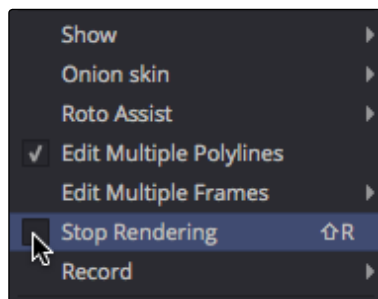 Show
Onion skin
Roto Assist
Edit Multiple Polylines
Edit Multiple Frames
Stop Rendering ⇧R
Record